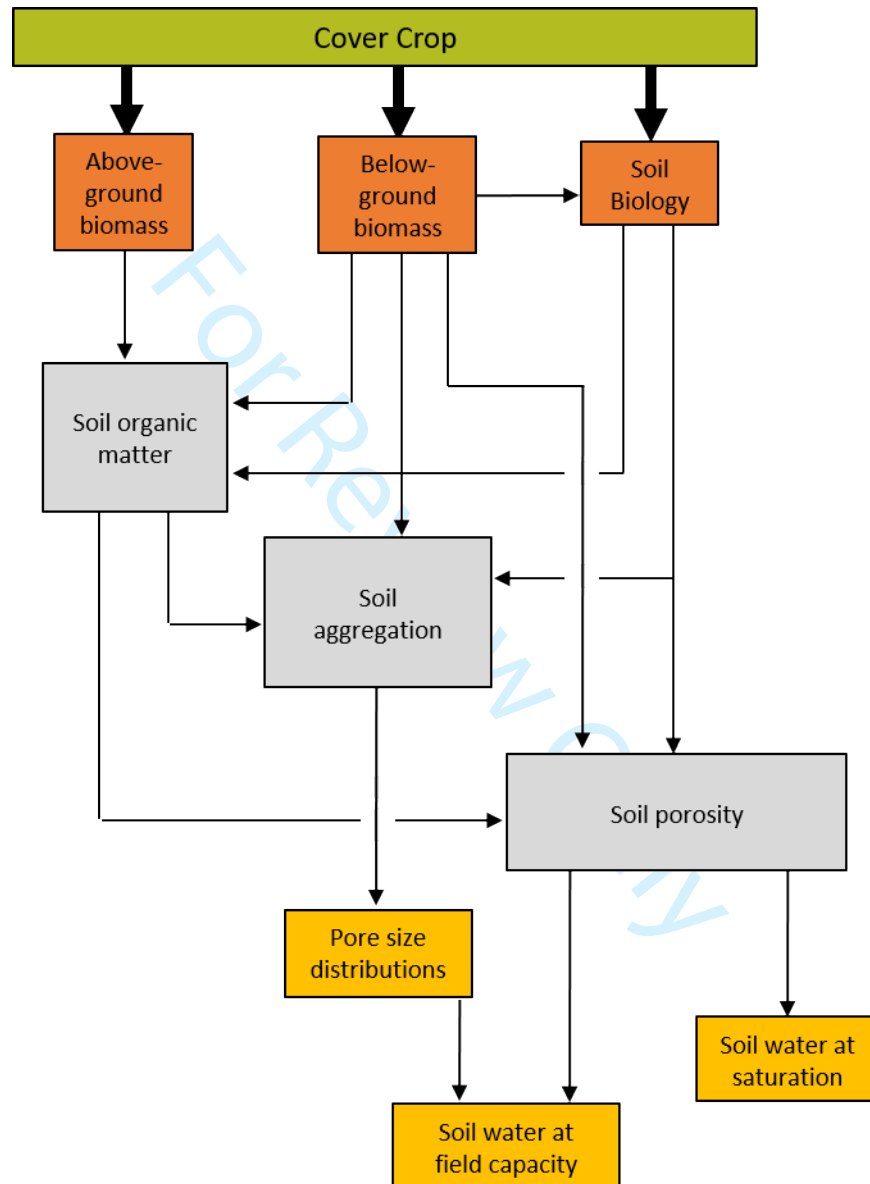 Cover Crop
Above-
ground
biomass
Below-
ground
biomass
Soil
Biology
Soil organic
matter
Soil
aggregation
Soil porosity
Pore size
distributions
Soil water at
saturation
Soil water at
field capacity
For Review Only